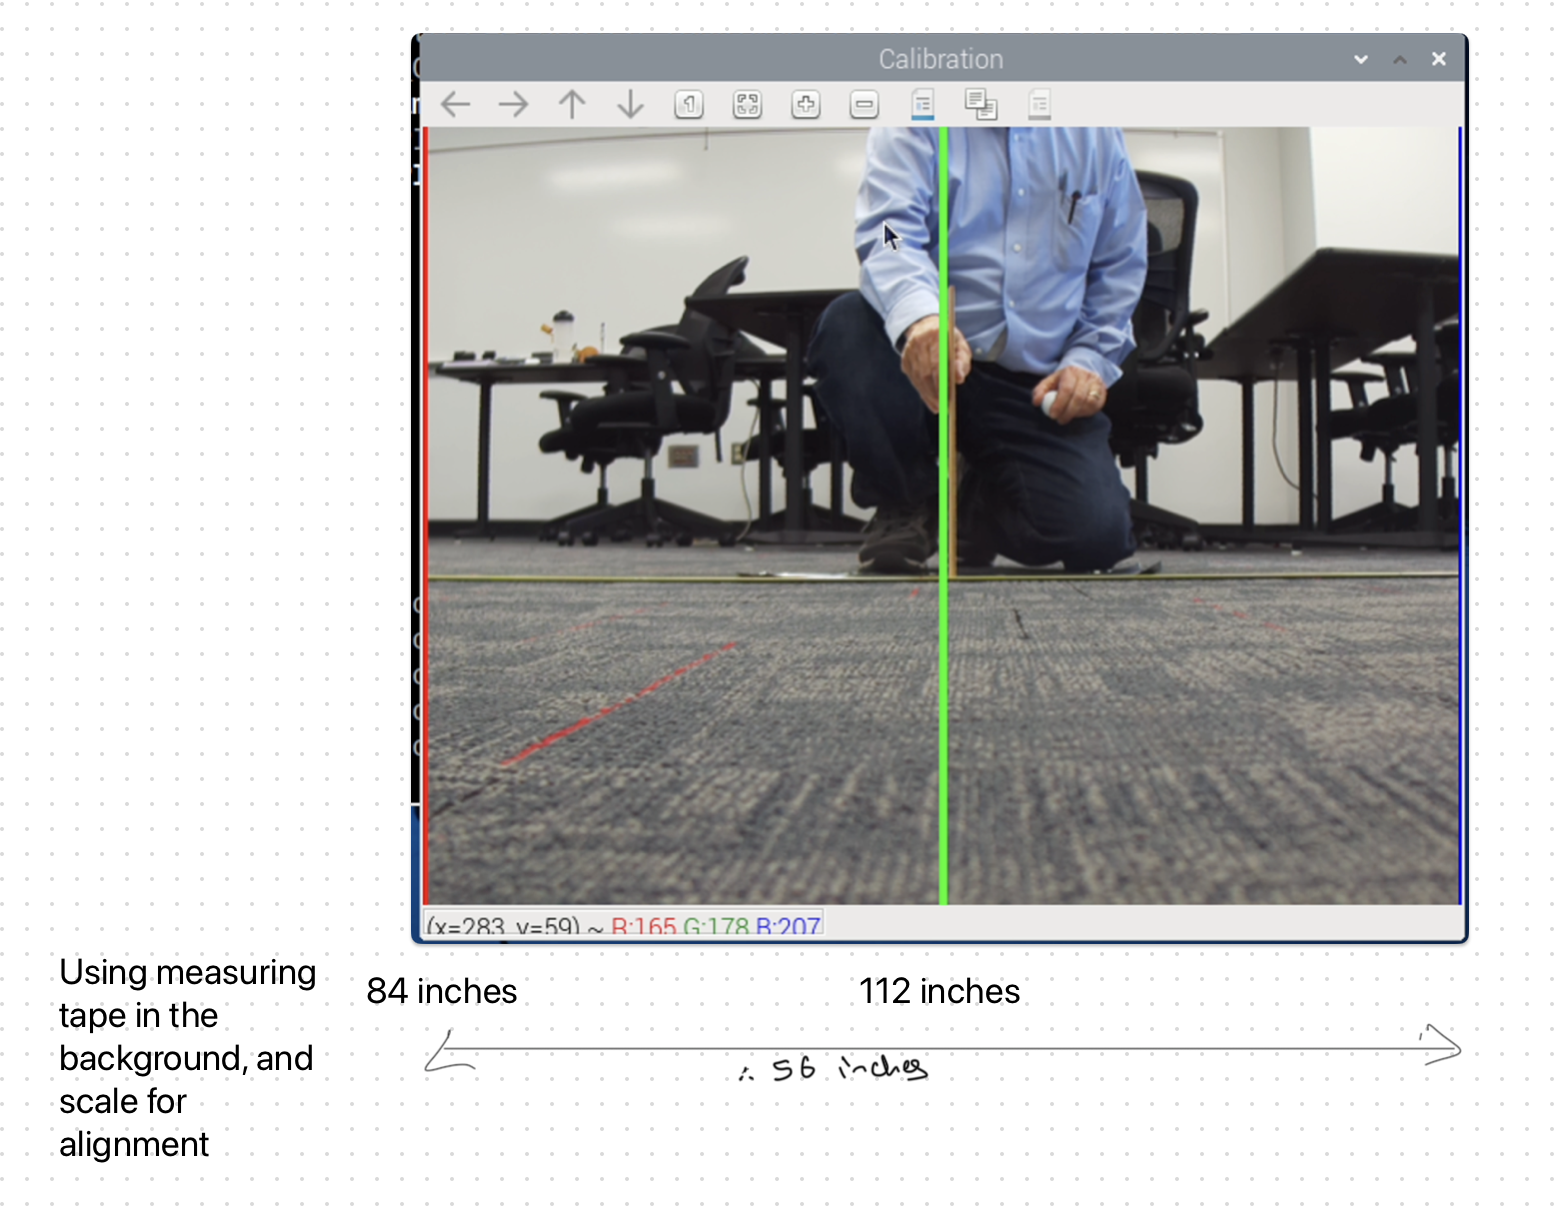 Calibration
(x=283, y=59) ~ R:165 G:178 B:207
Using measuring
tape in the
background, and
scale for
alignment
84 inches
112 inches
∴ 56 inches